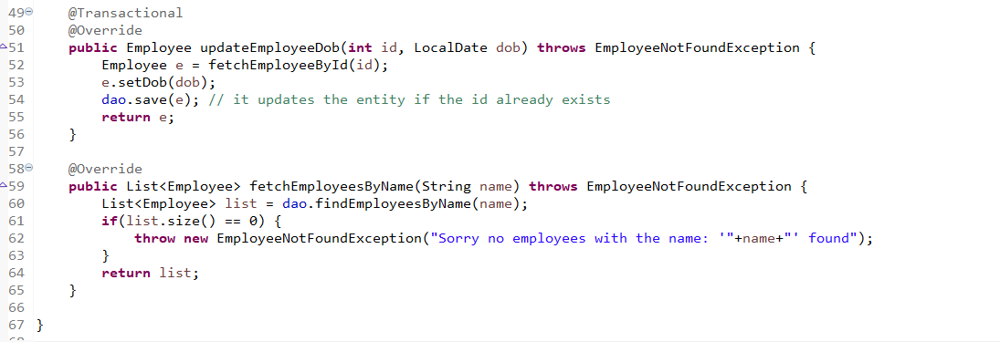 49 @Transactional
50 @Override
51 public Employee updateEmployeeDob(int id, LocalDate dob) throws EmployeeNotFoundException {
52 Employee e = fetchEmployeeById(id);
53 e.setDob(dob);
54 dao.save(e); // it updates the entity if the id already exists
55 return e;
56 }
57
58 @Override
59 public List<Employee> fetchEmployeesByName(String name) throws EmployeeNotFoundException {
60 List<Employee> list = dao.findEmployeesByName(name);
61 if(list.size() == 0) {
62 throw new EmployeeNotFoundException("Sorry no employees with the name: '"+name+"' found");
63 }
64 return list;
65 }
66
67 }